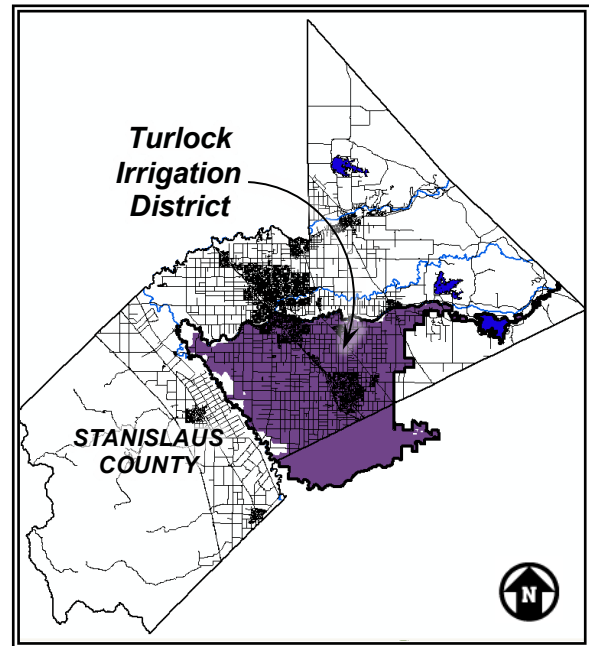 Turlock
Irrigation
District
STANISLAUS
COUNTY
N